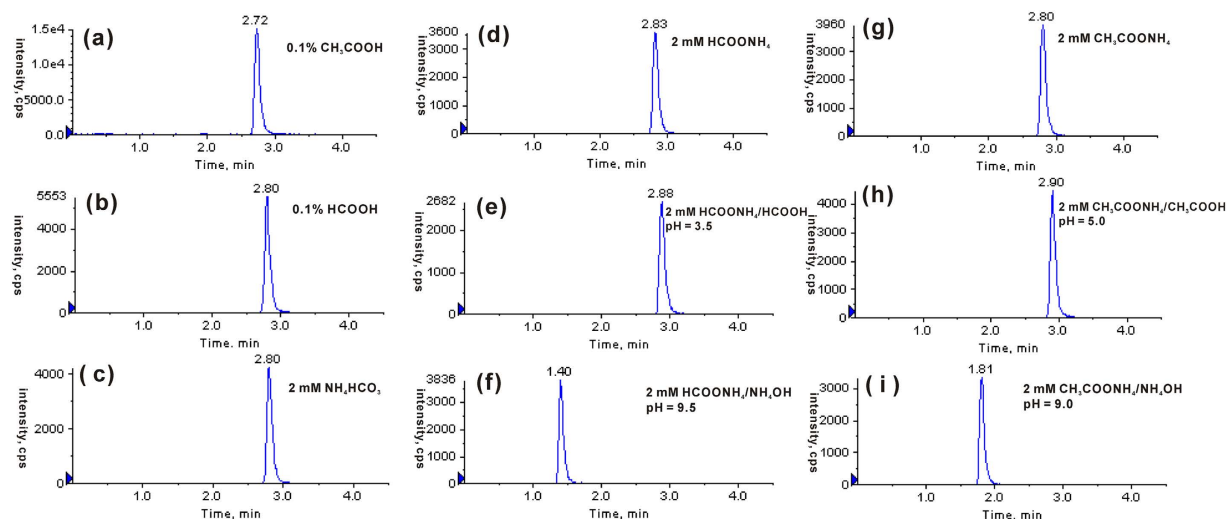 (a)
2.72
0.1% CH₃COOH
intensity, cps
1.5e4
1.0e4
5000.0
0.0
1.0 2.0 3.0 4.0
Time, min
(d)
2.83
2 mM HCOONH₄
intensity, cps
3600
3000
2000
1000
0
1.0 2.0 3.0 4.0
Time, min
(g)
2.80
2 mM CH₃COONH₄
intensity, cps
3960
3000
2000
1000
0
1.0 2.0 3.0 4.0
Time, min
(b)
2.80
0.1% HCOOH
intensity, cps
5553
4000
2000
0
1.0 2.0 3.0 4.0
Time. min
(e)
2.88
2 mM HCOONH₄/HCOOH
pH = 3.5
intensity, cps
2682
2000
1000
0
1.0 2.0 3.0 4.0
Time, min
(h)
2.90
2 mM CH₃COONH₄/CH₃COOH
pH = 5.0
intensity, cps
4000
3000
2000
1000
0
1.0 2.0 3.0 4.0
Time, min
( c)
2.80
2 mM NH₄HCO₃
intensity, cps
4000
2000
0
1.0 2.0 3.0 4.0
Time, min
(f)
1.40
2 mM HCOONH₄/NH₄OH
pH = 9.5
intensity, cps
3836
3000
2000
1000
0
1.0 2.0 3.0 4.0
Time, min
( i )
1.81
2 mM CH₃COONH₄/NH₄OH
pH = 9.0
intensity, cps
3000
2000
1000
0
1.0 2.0 3.0 4.0
Time, min